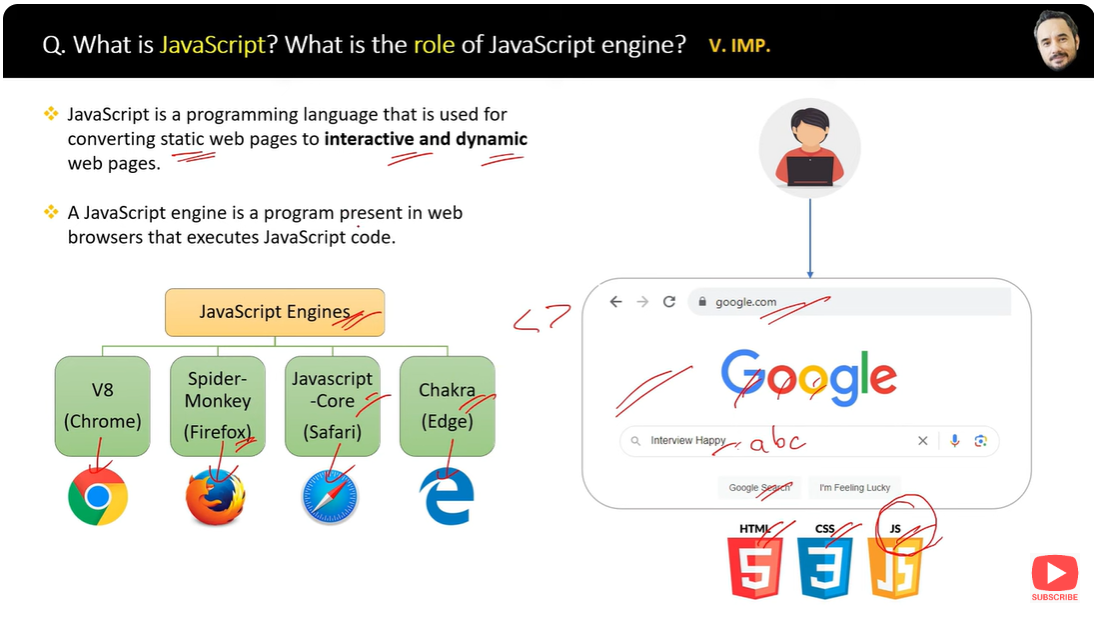 Q. What is JavaScript? What is the role of JavaScript engine? V. IMP.
JavaScript is a programming language that is used for
converting static web pages to interactive and dynamic
web pages.
A JavaScript engine is a program present in web
browsers that executes JavaScript code.
JavaScript Engines
V8
(Chrome)
Spider-
Monkey
(Firefox)
Javascript
-Core
(Safari)
Chakra
(Edge)
< >
google.com
Google
Interview Happy abc
Google Search I'm Feeling Lucky
HTML CSS JS
5 3 JS
SUBSCRIBE